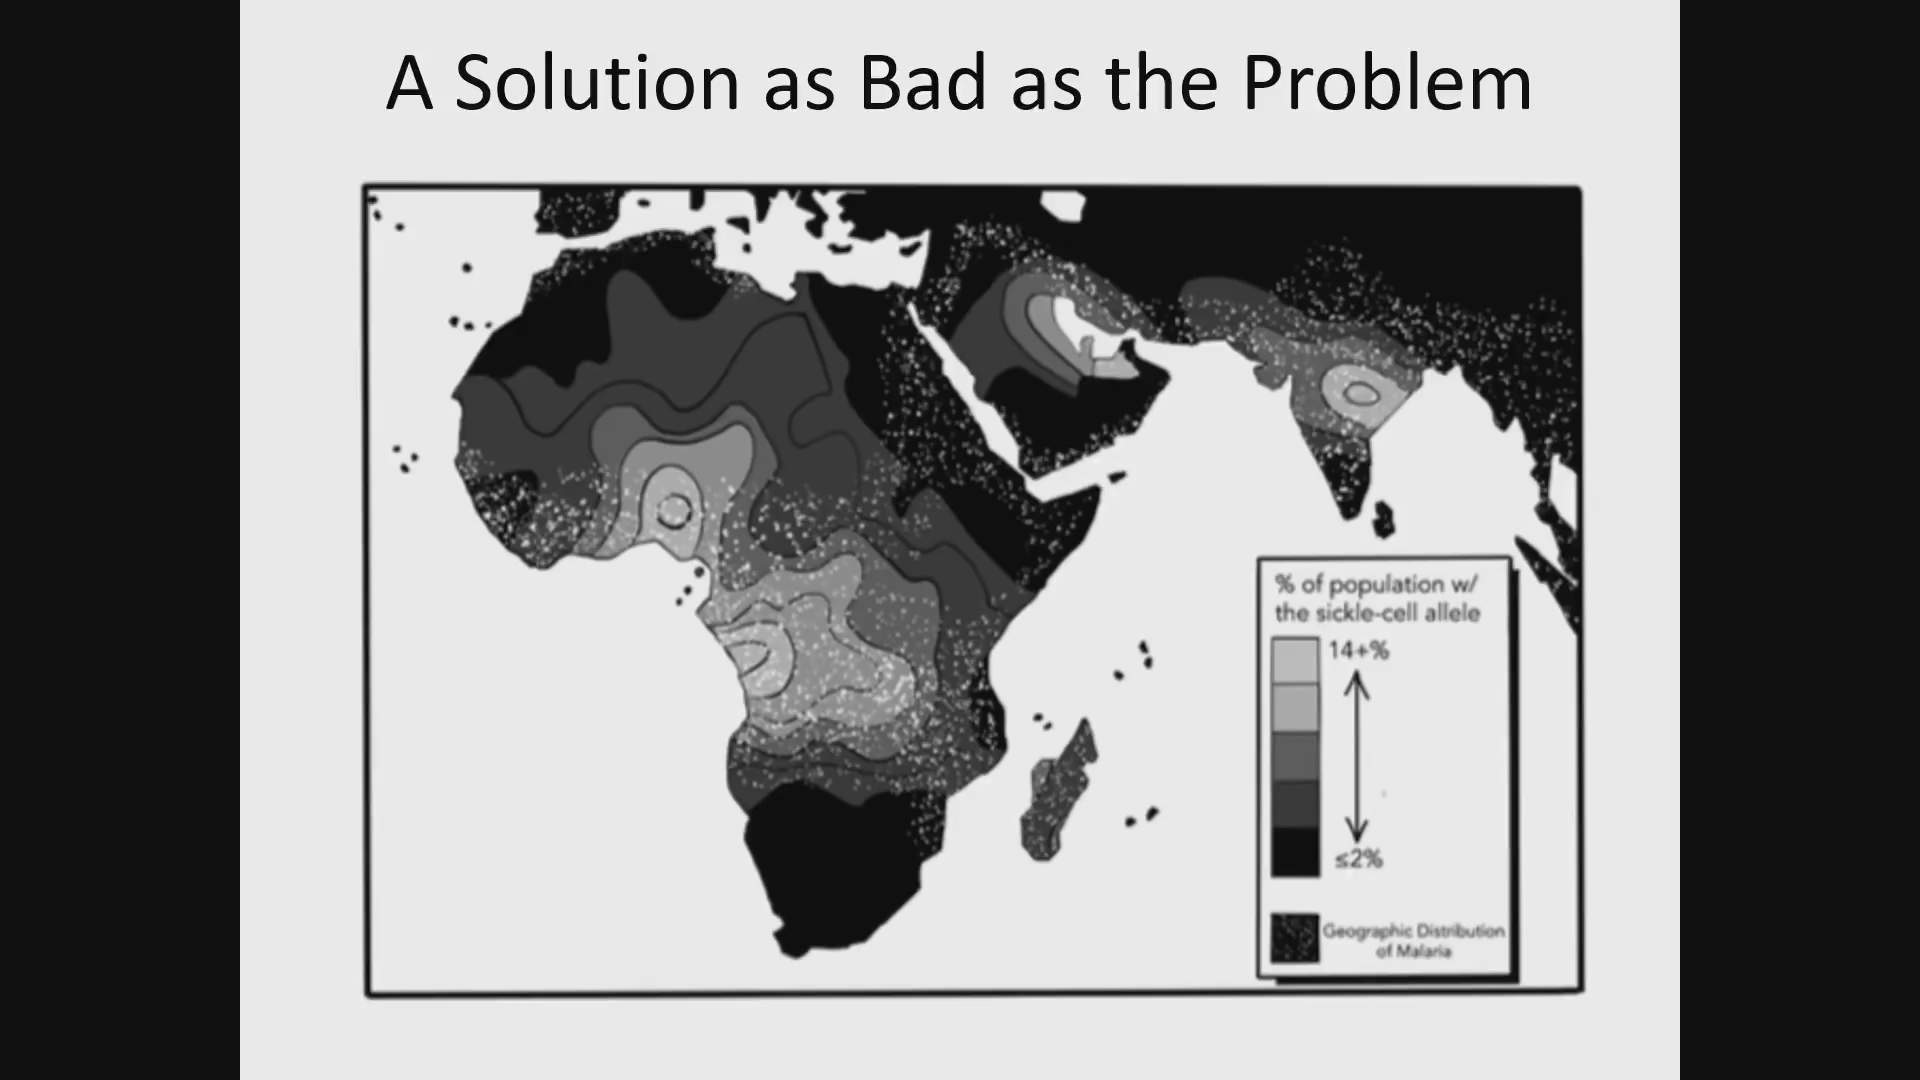 A Solution as Bad as the Problem
% of population w/
the sickle-cell allele
14+%
≤2%
Geographic Distribution
of Malaria